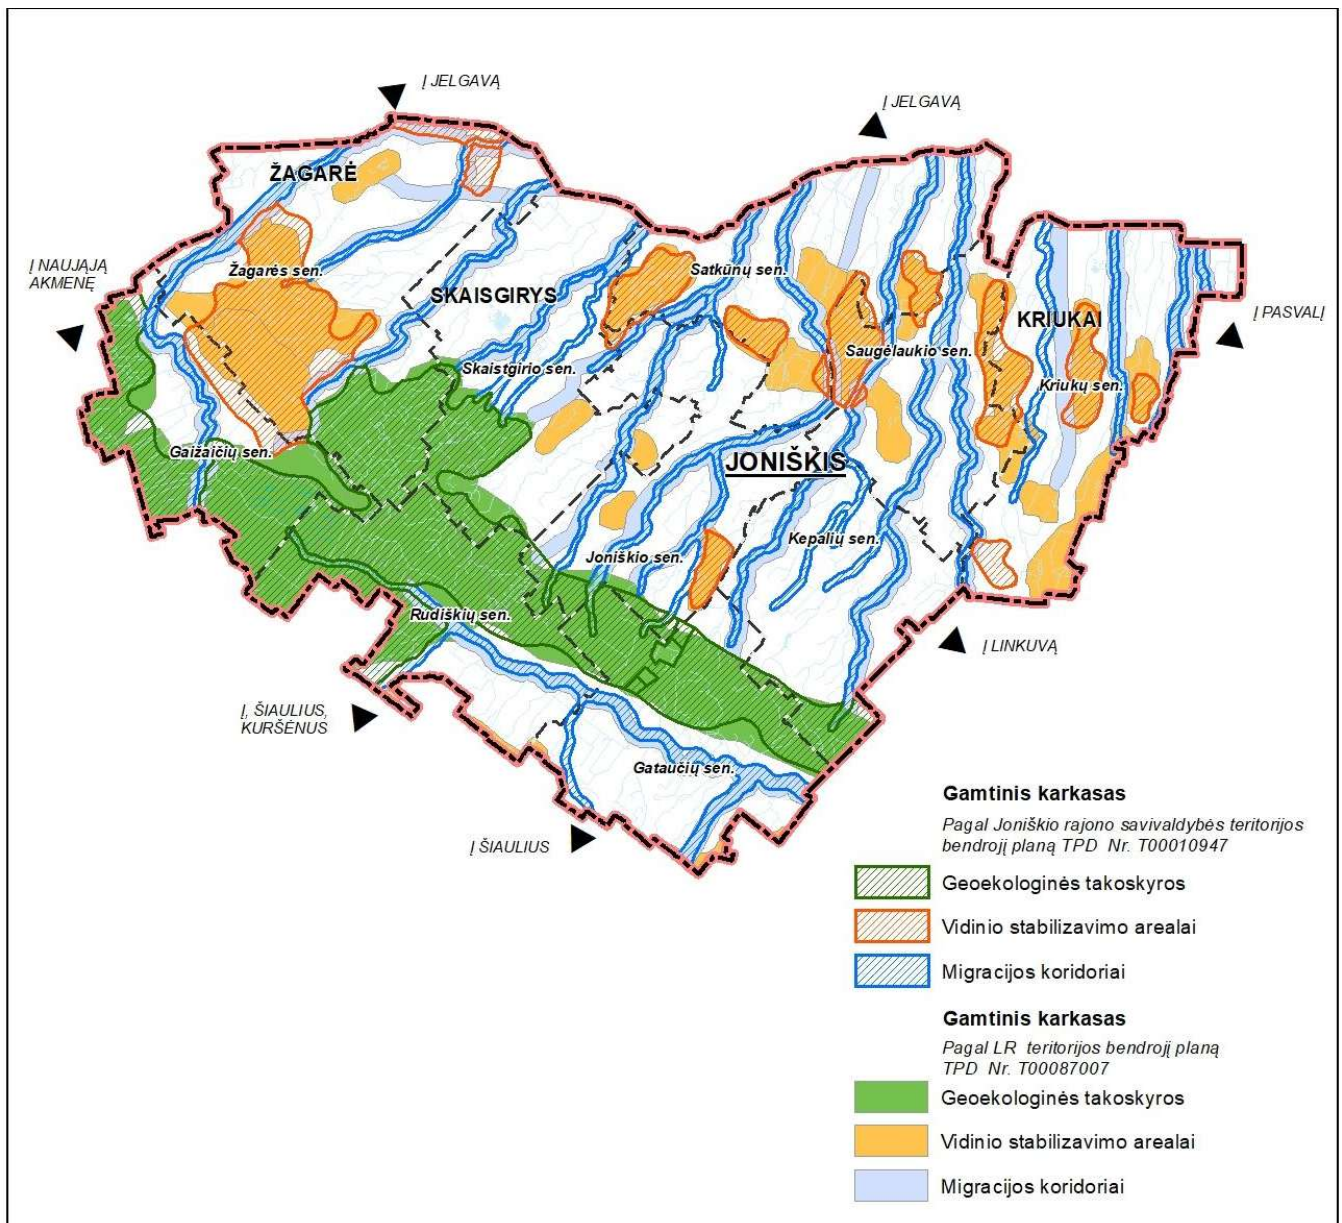 Į JELGAVĄ
Į JELGAVĄ
ŽAGARĖ
Į NAUJĄJĄ
AKMENĘ
Žagarės sen.
Satkūnų sen.
SKAISGIRYS
KRIUKAI
Į PASVALĮ
Saugėlaukio sen.
Skaistgirio sen.
Kriukų sen.
Gaižaičių sen.
JONIŠKIS
Kepalių sen.
Joniškio sen.
Rudiškių sen.
Į LINKUVĄ
Į, ŠIAULIUS,
KURŠĖNUS
Gataučių sen.
Į ŠIAULIUS
Gamtinis karkasas
Pagal Joniškio rajono savivaldybės teritorijos
bendrojį planą TPD Nr. T00010947
Geoekologinės takoskyros
Vidinio stabilizavimo arealai
Migracijos koridoriai
Gamtinis karkasas
Pagal LR teritorijos bendrojį planą
TPD Nr. T00087007
Geoekologinės takoskyros
Vidinio stabilizavimo arealai
Migracijos koridoriai